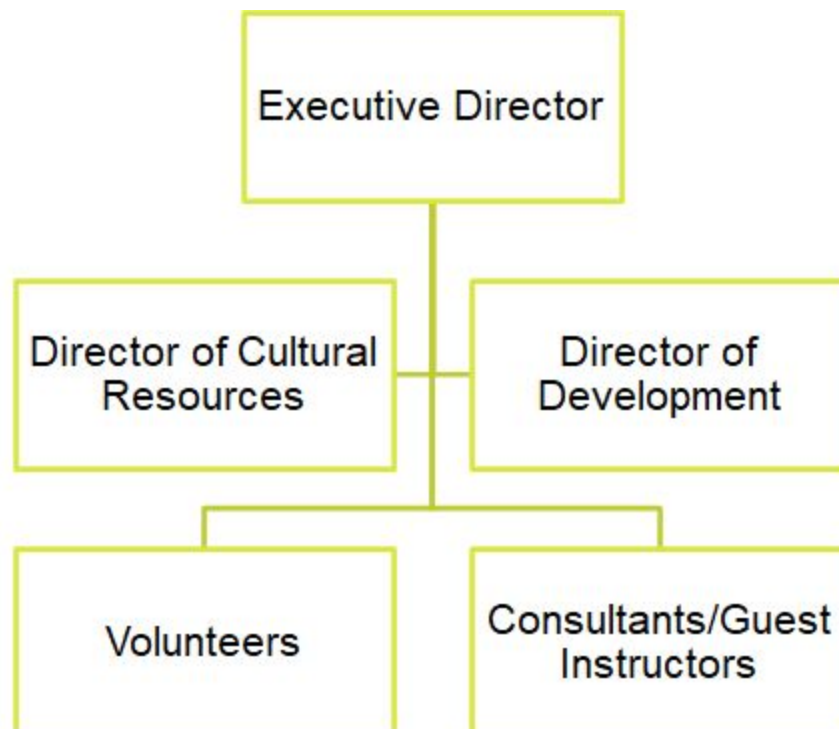 Executive Director
Director of Cultural
Resources
Director of
Development
Volunteers
Consultants/Guest
Instructors